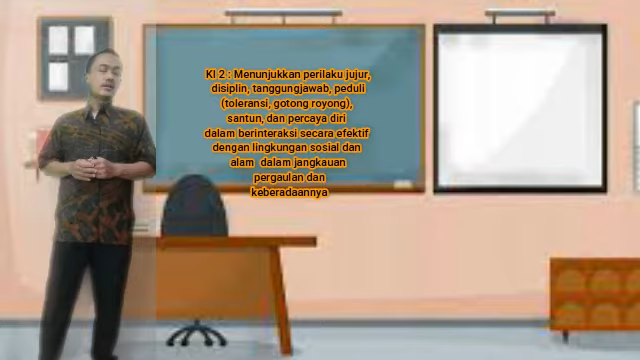 KI 2 : Menunjukkan perilaku jujur,
disiplin, tanggungjawab, peduli
(toleransi, gotong royong),
santun, dan percaya diri
dalam berinteraksi secara efektif
dengan lingkungan sosial dan
alam dalam jangkauan
pergaulan dan
keberadaannya